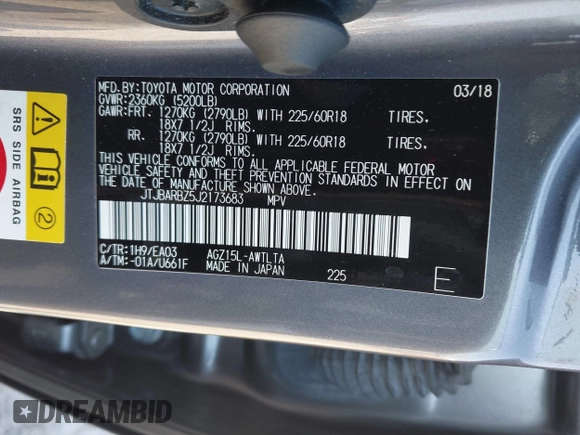 MFD.BY:TOYOTA MOTOR CORPORATION 03/18
GVWR:2360KG (5200LB)
GAWR:FRT. 1270KG (2790LB) WITH 225/60R18 TIRES.
18X7 1/2J RIMS.
RR. 1270KG (2790LB) WITH 225/60R18 TIRES.
18X7 1/2J RIMS.
THIS VEHICLE CONFORMS TO ALL APPLICABLE FEDERAL MOTOR
VEHICLE SAFETY AND THEFT PREVENTION STANDARDS IN EFFECT ON
THE DATE OF MANUFACTURE SHOWN ABOVE.
JTJBARBZ5J2173683 MPV
C/TR:1H9/EA03 AGZ15L-AWTLTA
A/TM:-01A/U661F MADE IN JAPAN 225 E
SRS SIDE AIRBAG
2
DREAMBID